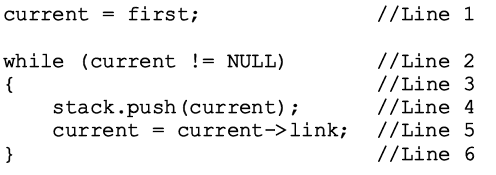 current = first;                //Line 1
while (current != NULL)         //Line 2
{                               //Line 3
    stack.push(current);        //Line 4
    current = current->link;    //Line 5
}                               //Line 6